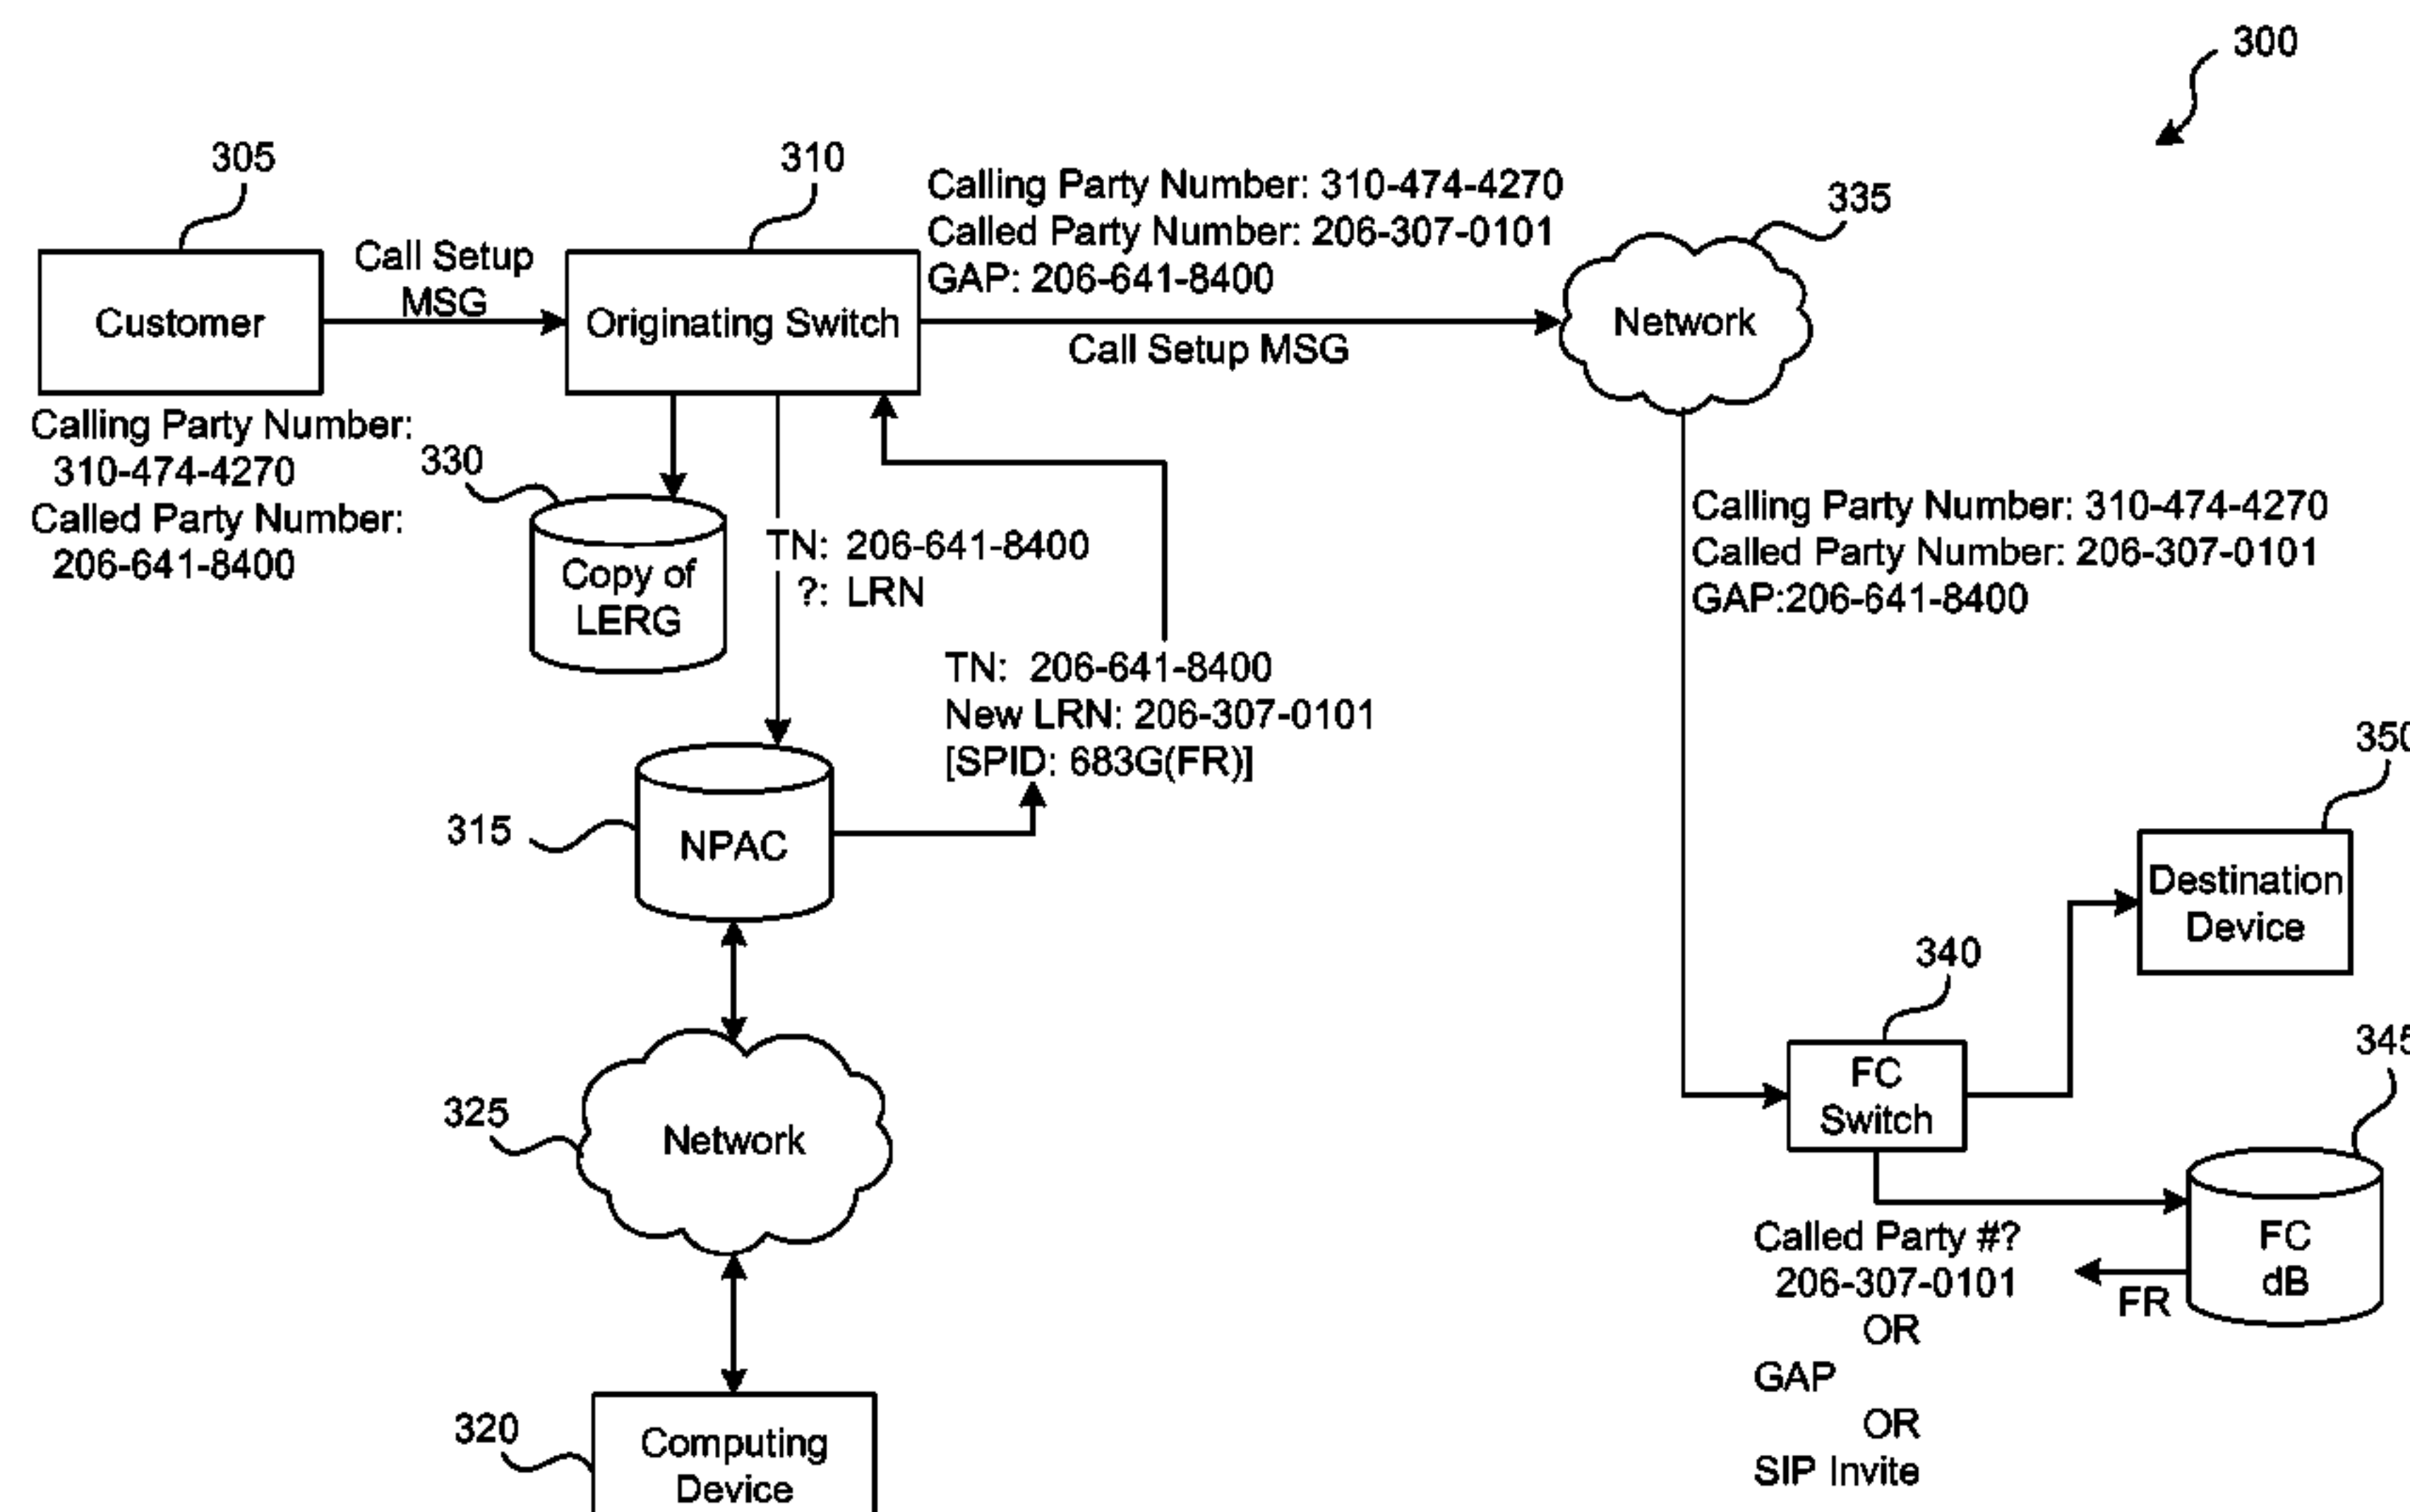 300
305
310
Calling Party Number: 310-474-4270
Called Party Number: 206-307-0101
GAP: 206-641-8400
335
Call Setup
MSG
Customer
Originating Switch
Network
Call Setup MSG
Calling Party Number:
310-474-4270
Called Party Number:
206-641-8400
330
Copy of
LERG
TN: 206-641-8400
?: LRN
Calling Party Number: 310-474-4270
Called Party Number: 206-307-0101
GAP:206-641-8400
TN: 206-641-8400
New LRN: 206-307-0101
[SPID: 683G(FR)]
315
NPAC
350
Destination
Device
340
FC
Switch
345
325
Network
FC
dB
FR
Called Party #?
206-307-0101
OR
GAP
OR
SIP Invite
320
Computing
Device